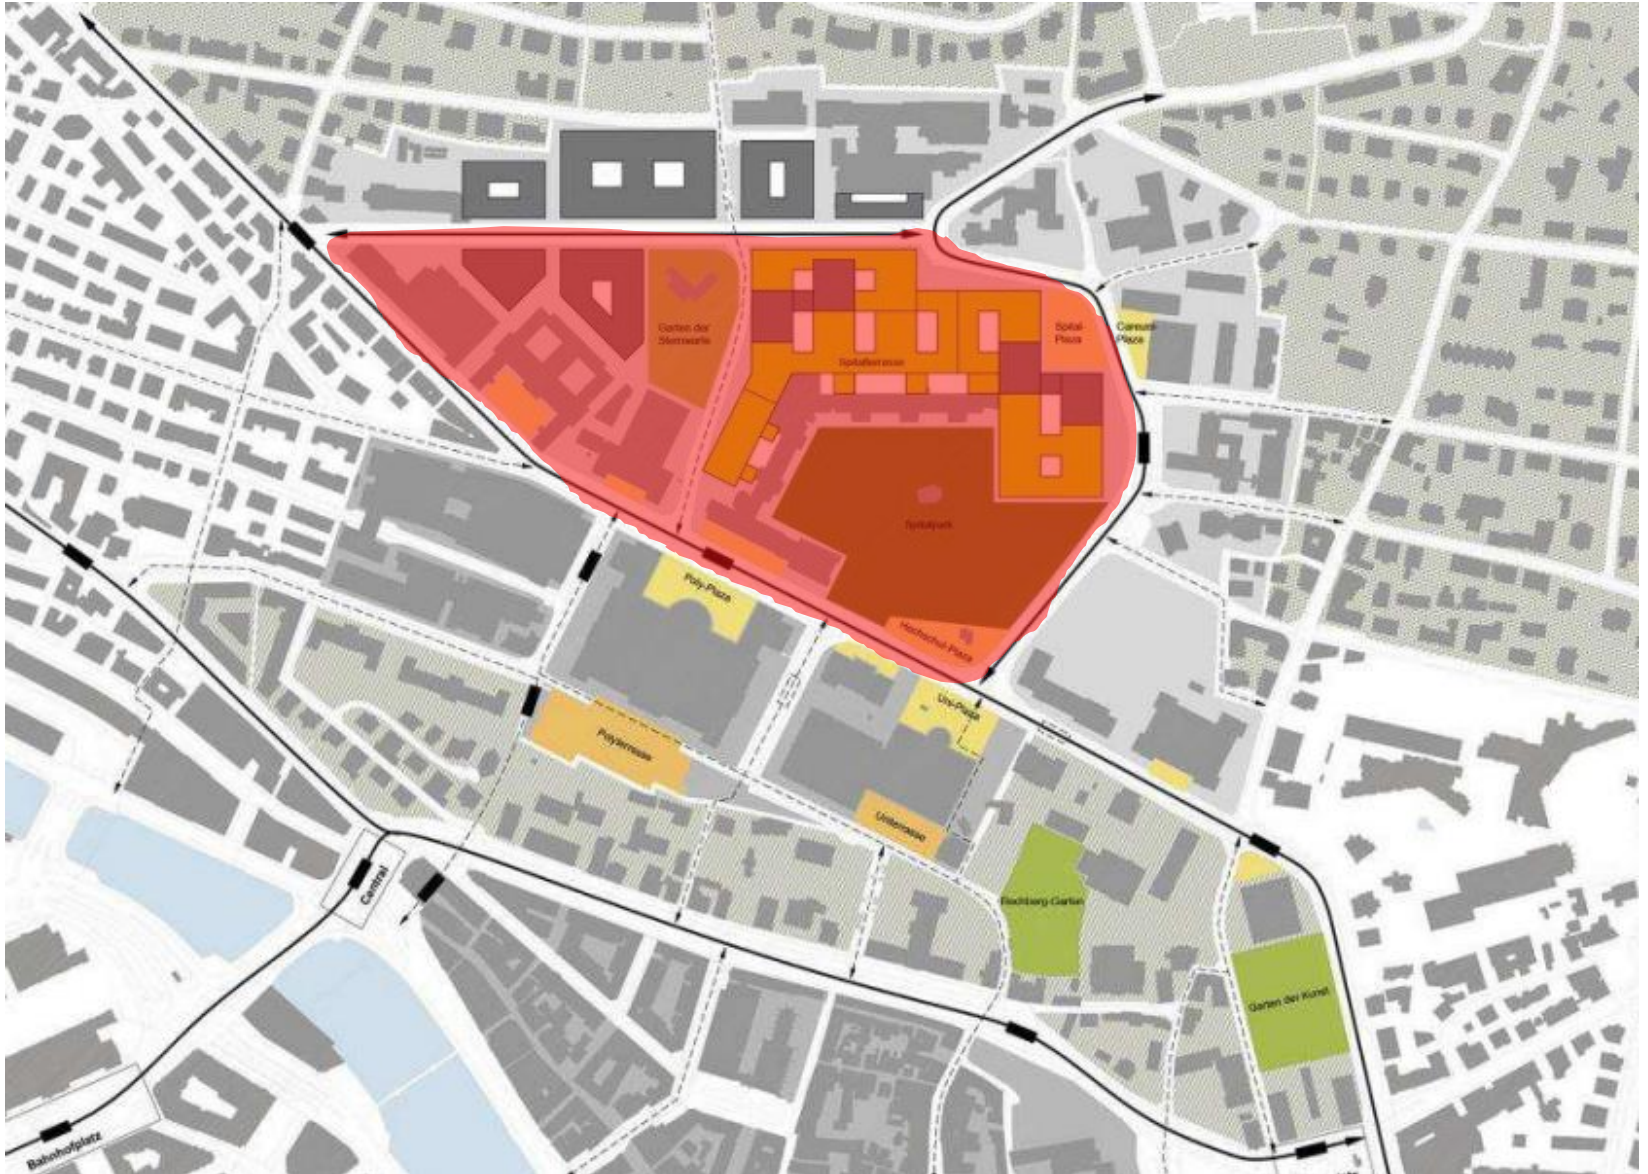 Garten der
Sternwarte
Spitalterrasse
Spital-
Plaza
Careum-
Plaza
Spitalpark
Poly-Plaza
Hochschul-Plaza
Uni-Plaza
Polyterrasse
Uniterrasse
Central
Rechberg-Garten
Garten der Kunst
Bahnhofplatz